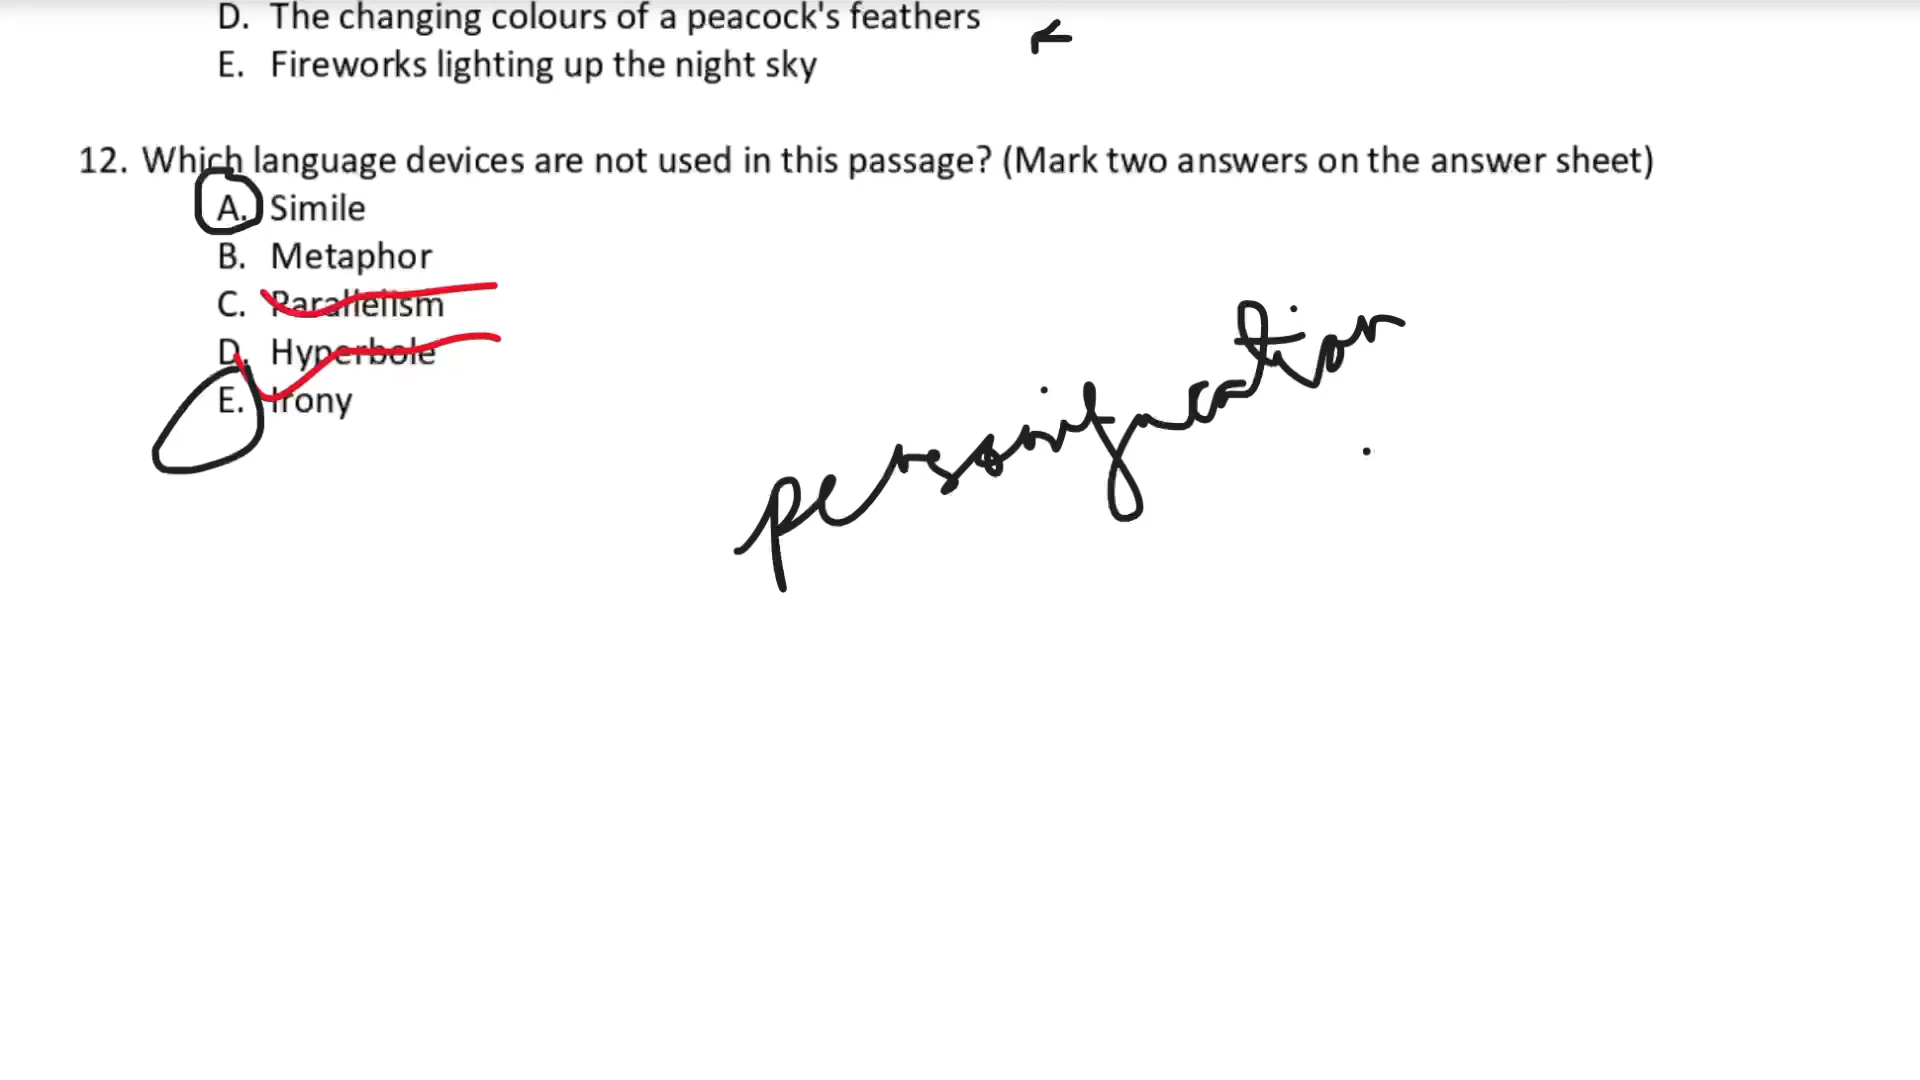 D. The changing colours of a peacock's feathers
E. Fireworks lighting up the night sky
12. Which language devices are not used in this passage? (Mark two answers on the answer sheet)
A. Simile
B. Metaphor
C. Parallelism
D. Hyperbole
E. Irony
personification